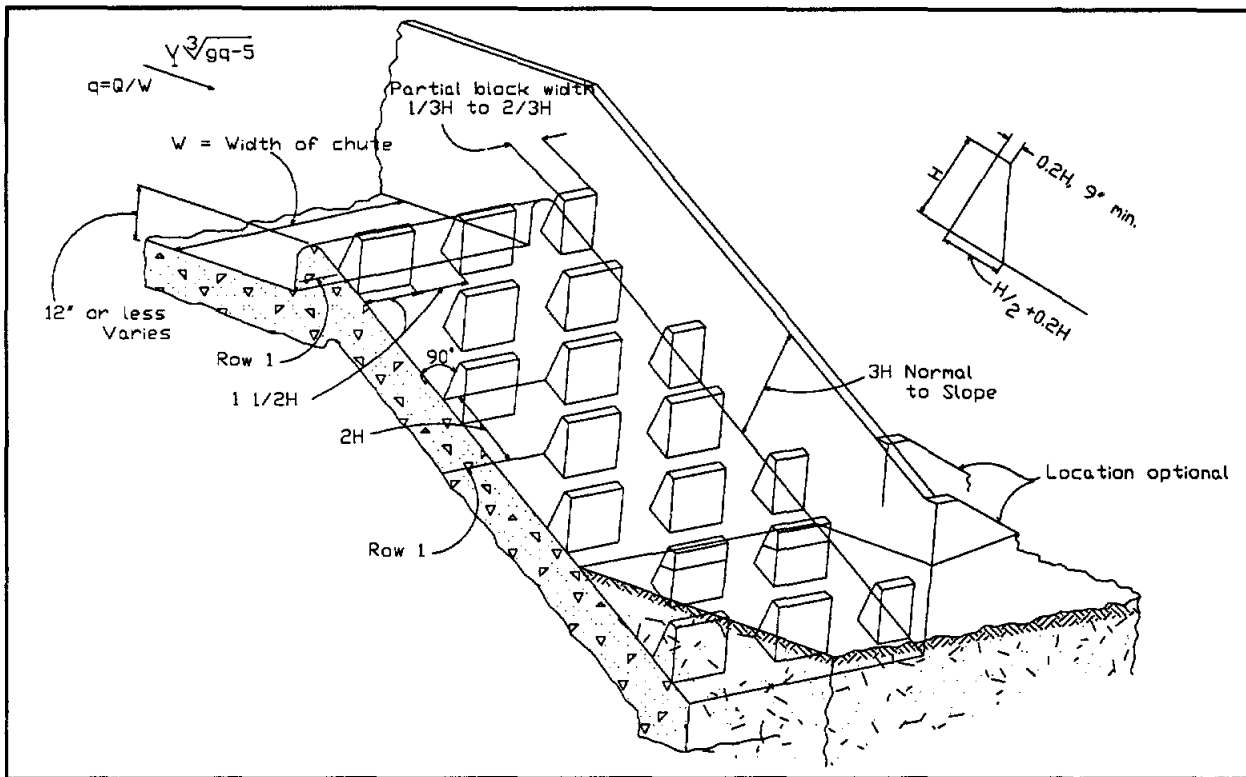 V∛gq-5
q=Q/W
Partial block width
1/3H to 2/3H
W = Width of chute
H
0.2H, 9" min.
H/2 +0.2H
12" or less
Varies
Row 1
1 1/2H
90°
2H
3H Normal
to Slope
Location optional
Row 1